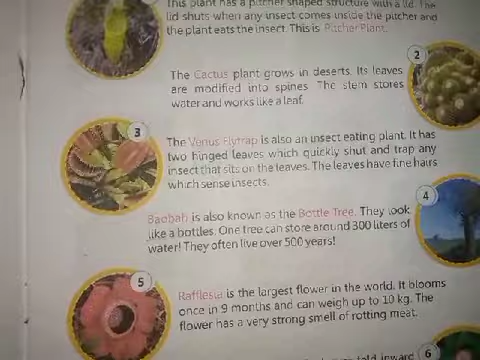 This plant has a pitcher shaped structure with a lid. The
lid shuts when any insect comes inside the pitcher and
the plant eats the insect. This is Pitcher Plant.
2
The Cactus plant grows in deserts. Its leaves
are modified into spines. The stem stores
water and works like a leaf.
3
The Venus Flytrap is also an insect eating plant. It has
two hinged leaves which quickly shut and trap any
insect that sits on the leaves. The leaves have fine hairs
which sense insects.
4
Baobab is also known as the Bottle Tree. They look
like a bottles. One tree can store around 300 liters of
water! They often live over 500 years!
5
Rafflesia is the largest flower in the world. It blooms
once in 9 months and can weigh up to 10 kg. The
flower has a very strong smell of rotting meat.
6
fold inward